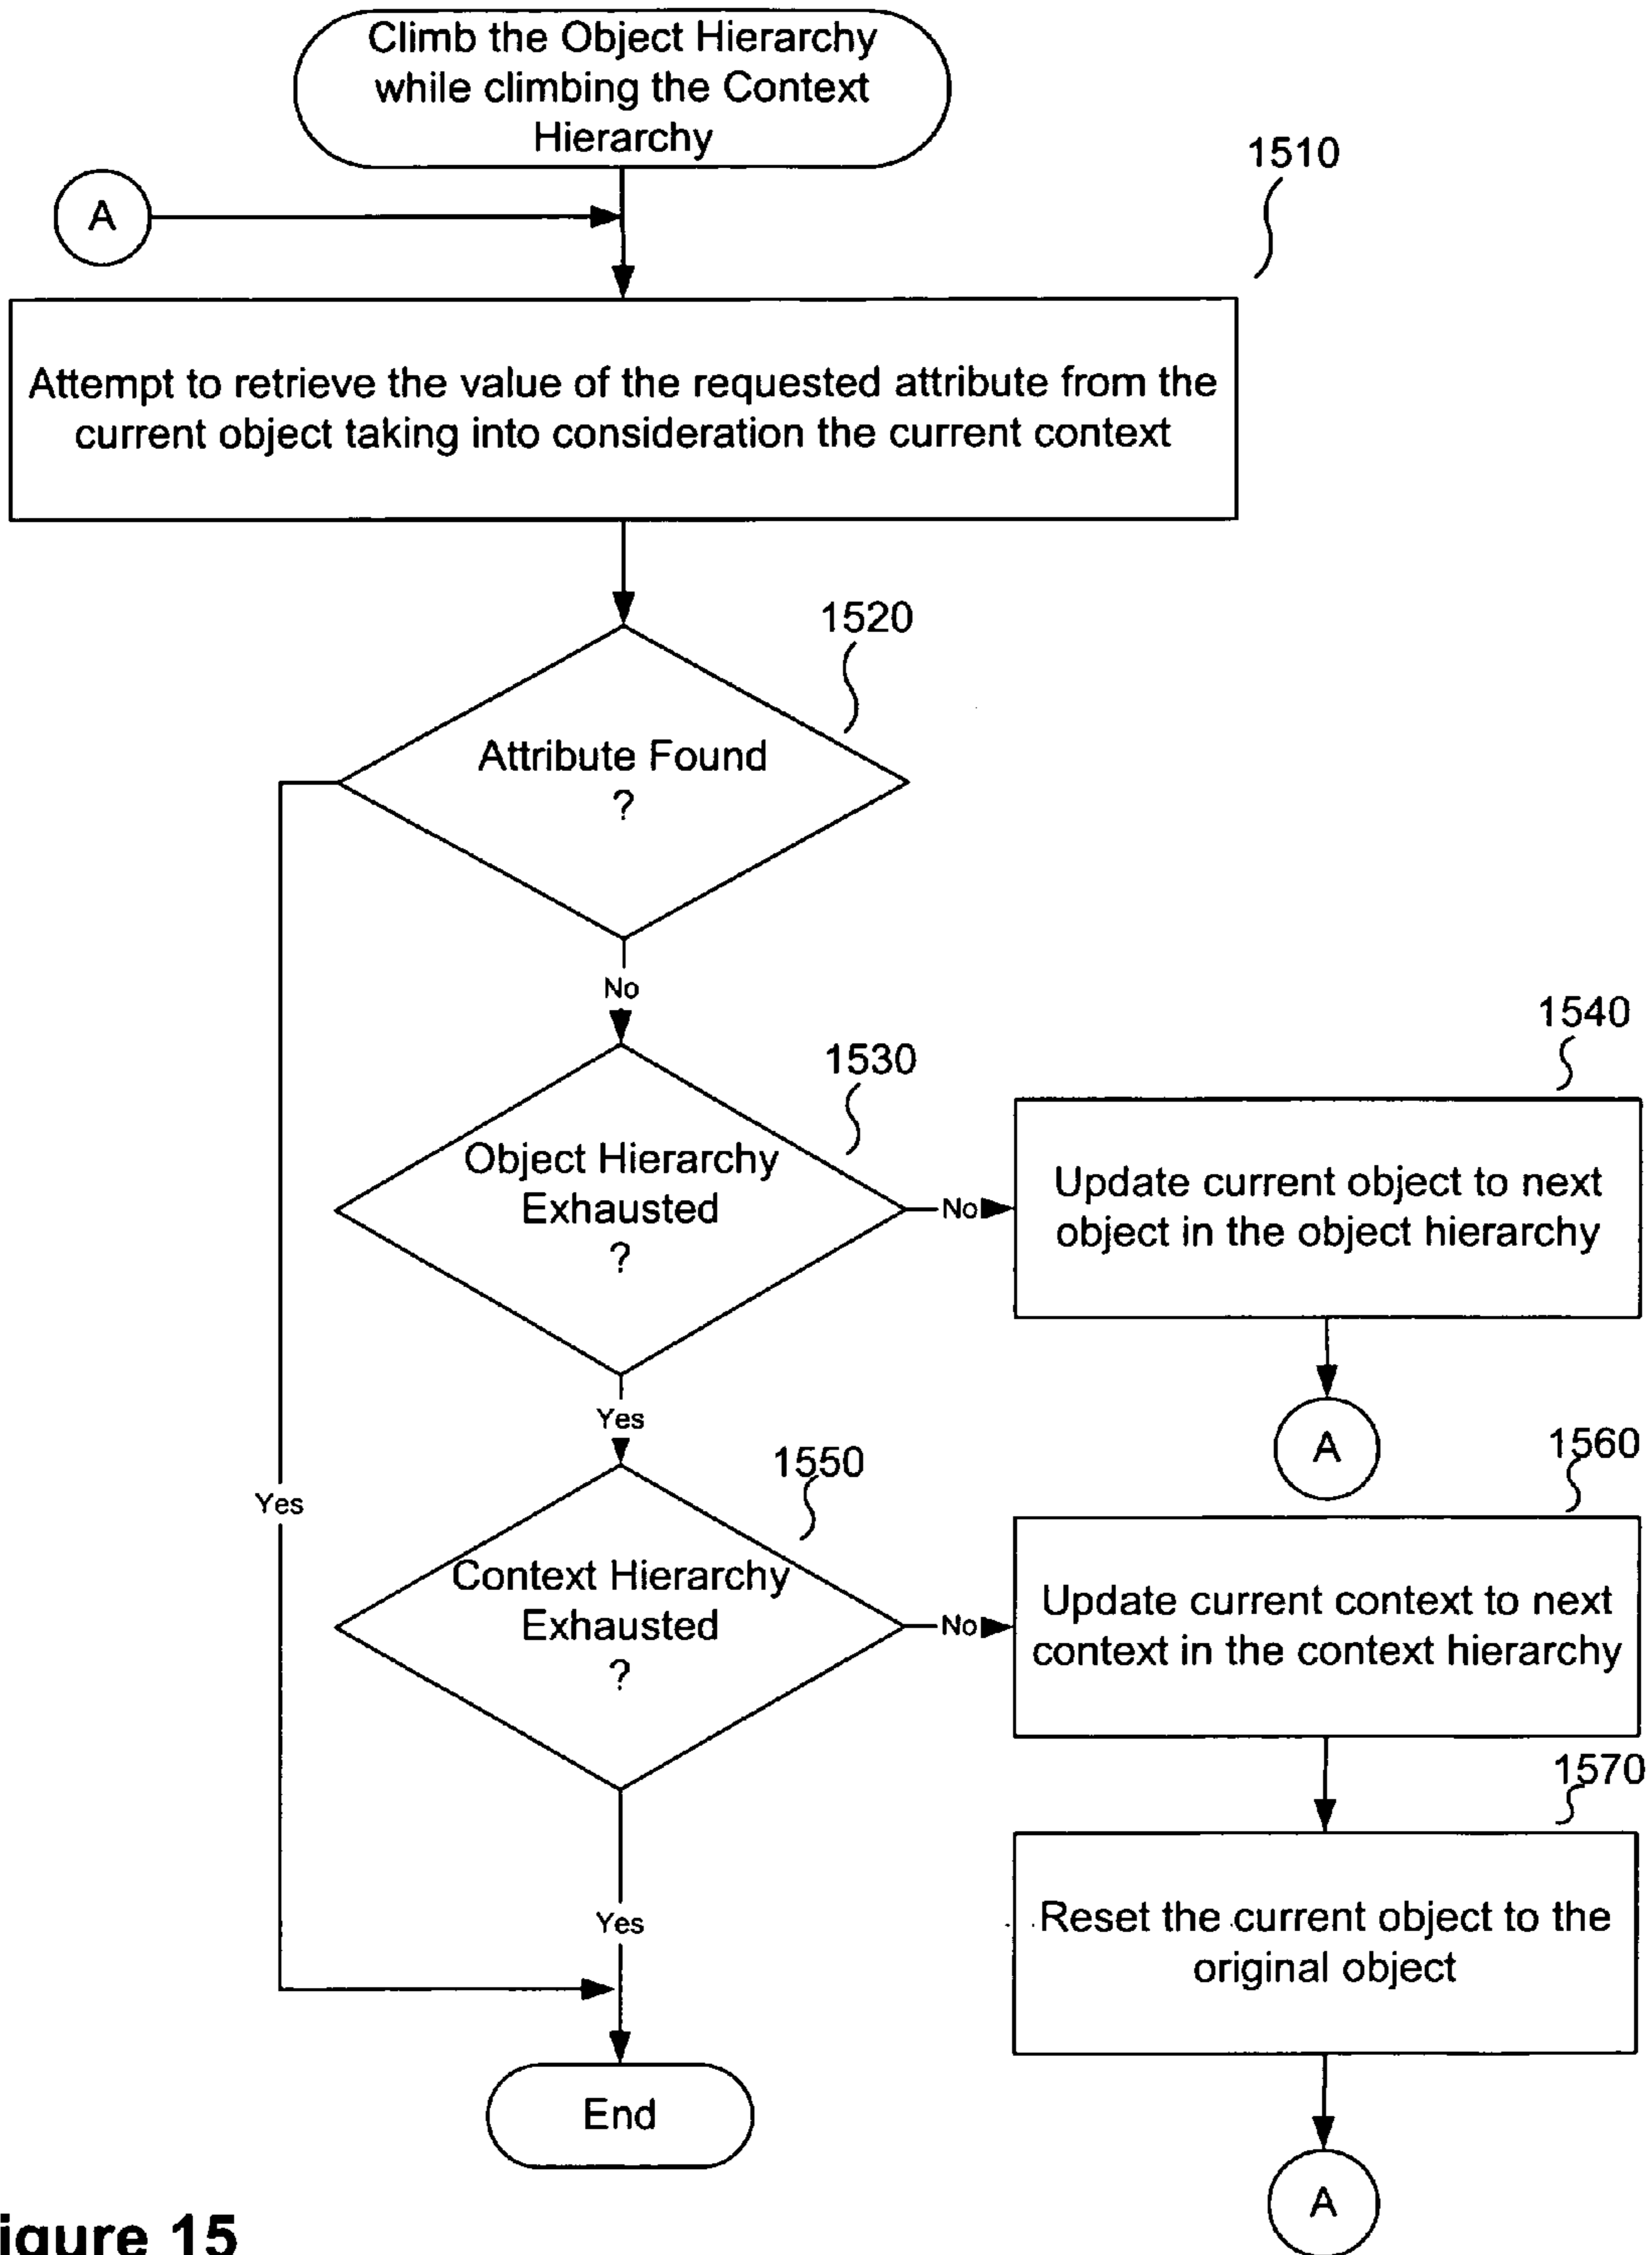 Climb the Object Hierarchy
while climbing the Context
Hierarchy
1510
A
Attempt to retrieve the value of the requested attribute from the
current object taking into consideration the current context
1520
Attribute Found
?
No
1540
1530
Object Hierarchy
Exhausted
?
No
Update current object to next
object in the object hierarchy
Yes
A
1560
1550
Yes
Context Hierarchy
Exhausted
?
No
Update current context to next
context in the context hierarchy
1570
Yes
Reset the current object to the
original object
End
A
igure 15